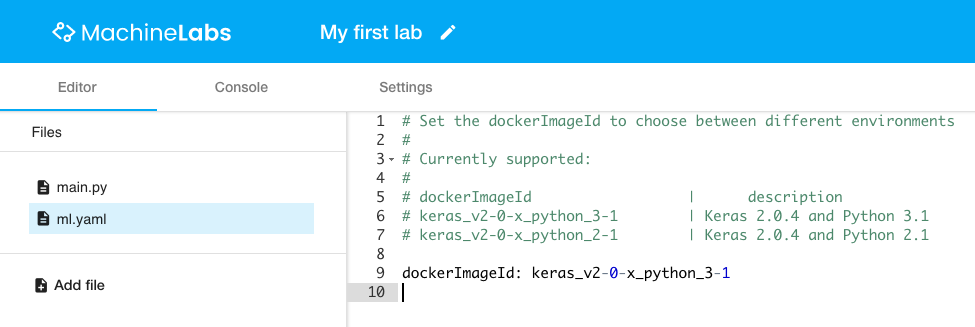 MachineLabs
My first lab
Editor
Console
Settings
Files
main.py
ml.yaml
Add file
1 # Set the dockerImageId to choose between different environments
2 #
3 # Currently supported:
4 #
5 # dockerImageId | description
6 # keras_v2-0-x_python_3-1 | Keras 2.0.4 and Python 3.1
7 # keras_v2-0-x_python_2-1 | Keras 2.0.4 and Python 2.1
8
9 dockerImageId: keras_v2-0-x_python_3-1
10